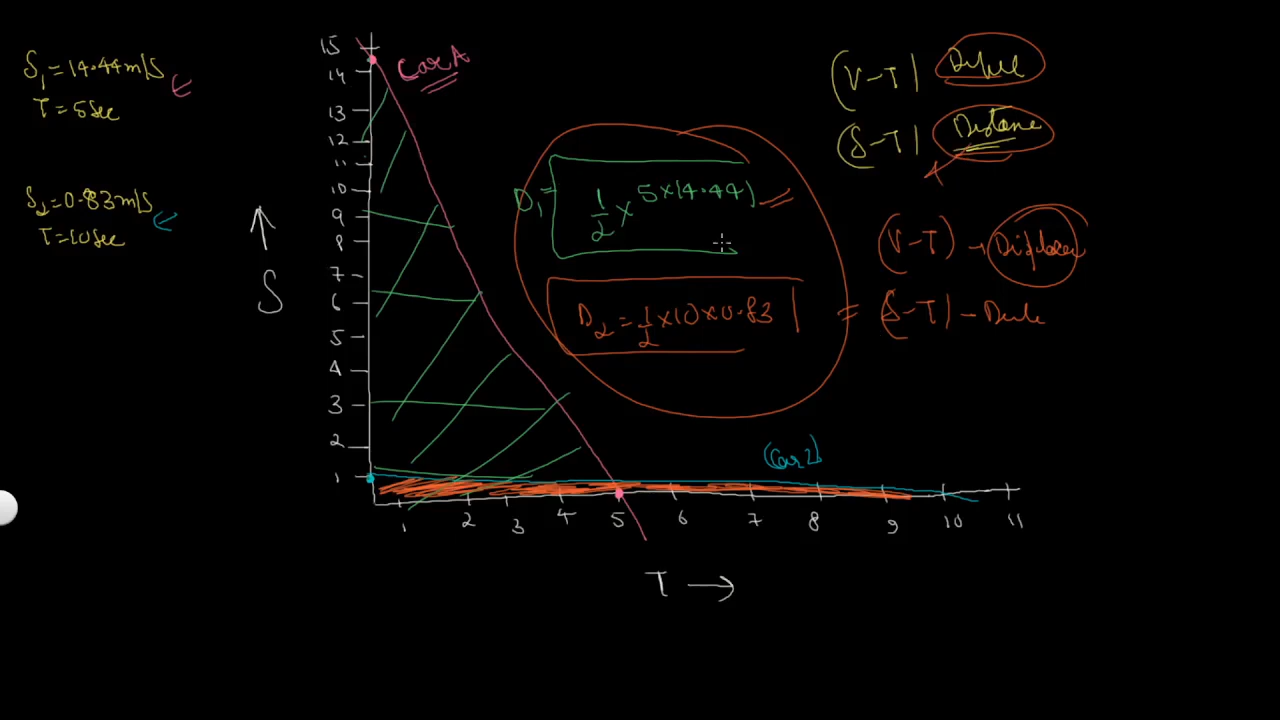 S₁ = 14.44 m/S
T = 5 Sec
S₂ = 0.83 m/S
T = 10 Sec
15
14
13
12
11
10
9
8
7
6
5
4
3
2
1
S
Car A
D₁ = 1/2 × 5 × 14.44
D₂ = 1/2 × 10 × 0.83
(V-T)
(S-T) Distane
(V-T) →
= (S-T) -
(Car 2)
1 2 3 4 5 6 7 8 9 10 11
T →